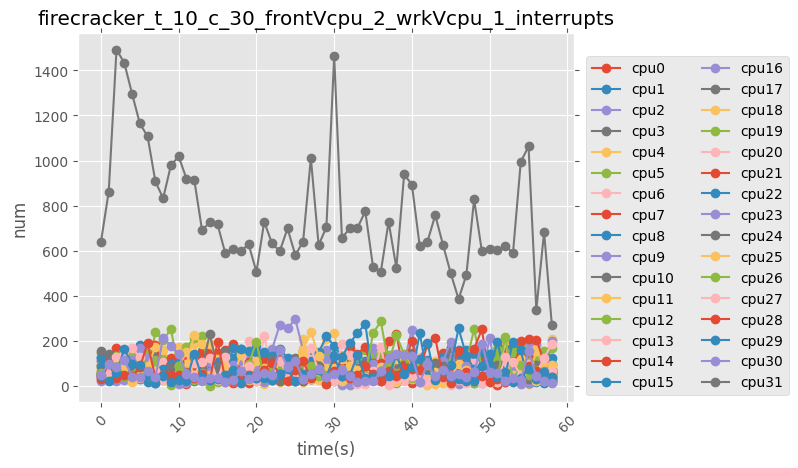 firecracker_t_10_c_30_frontVcpu_2_wrkVcpu_1_interrupts
1400
1200
1000
800
600
400
200
0
num
0 10 20 30 40 50 60
time(s)
cpu0 cpu16
cpu1 cpu17
cpu2 cpu18
cpu3 cpu19
cpu4 cpu20
cpu5 cpu21
cpu6 cpu22
cpu7 cpu23
cpu8 cpu24
cpu9 cpu25
cpu10 cpu26
cpu11 cpu27
cpu12 cpu28
cpu13 cpu29
cpu14 cpu30
cpu15 cpu31